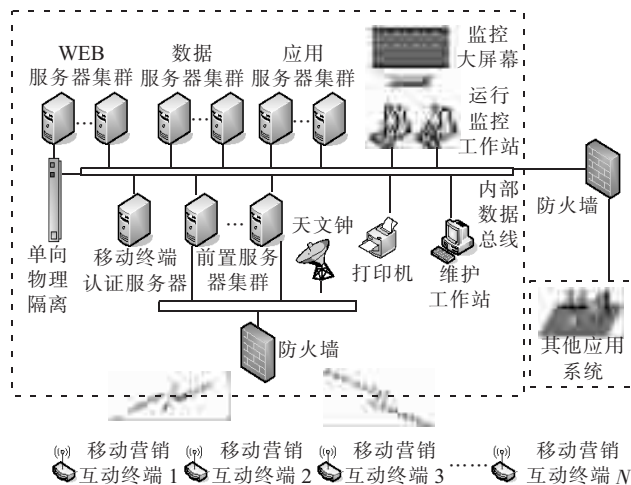 WEB
服务器集群
数据
服务器集群
应用
服务器集群
监控
大屏幕
运行
监控
工作站
内部
数据
总线
防火墙
单向
物理
隔离
移动终端
认证服务器
前置服务
器集群
天文钟
打印机
维护
工作站
防火墙
其他应用
系统
移动营销
互动终端 1
移动营销
互动终端 2
移动营销
互动终端 3
……
移动营销
互动终端 N